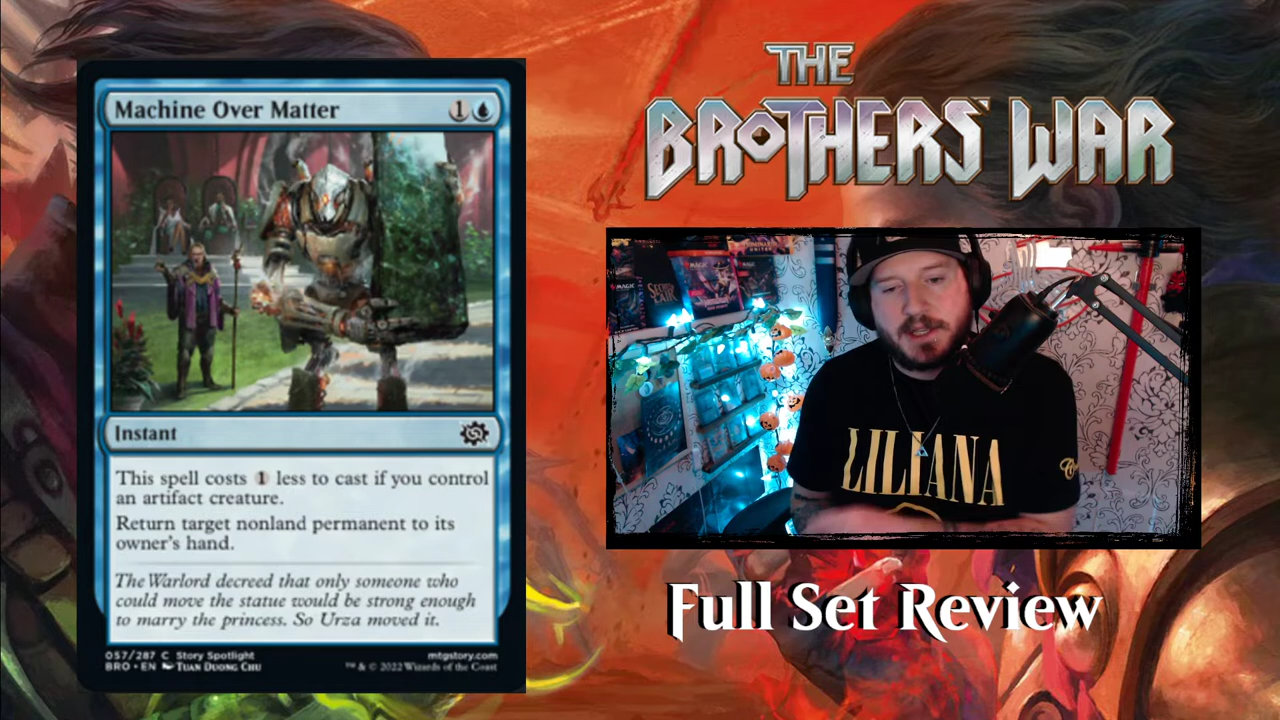 Machine Over Matter
1
Instant
This spell costs 1 less to cast if you control
an artifact creature.
Return target nonland permanent to its
owner's hand.
The Warlord decreed that only someone who
could move the statue would be strong enough
to marry the princess. So Urza moved it.
057/287 C Story Spotlight
BRO • EN Tuan Duong Chu
mtgstory.com
™ & © 2022 Wizards of the Coast
THE
BROTHERS' WAR
MAGIC
LILIANA
Full Set Review